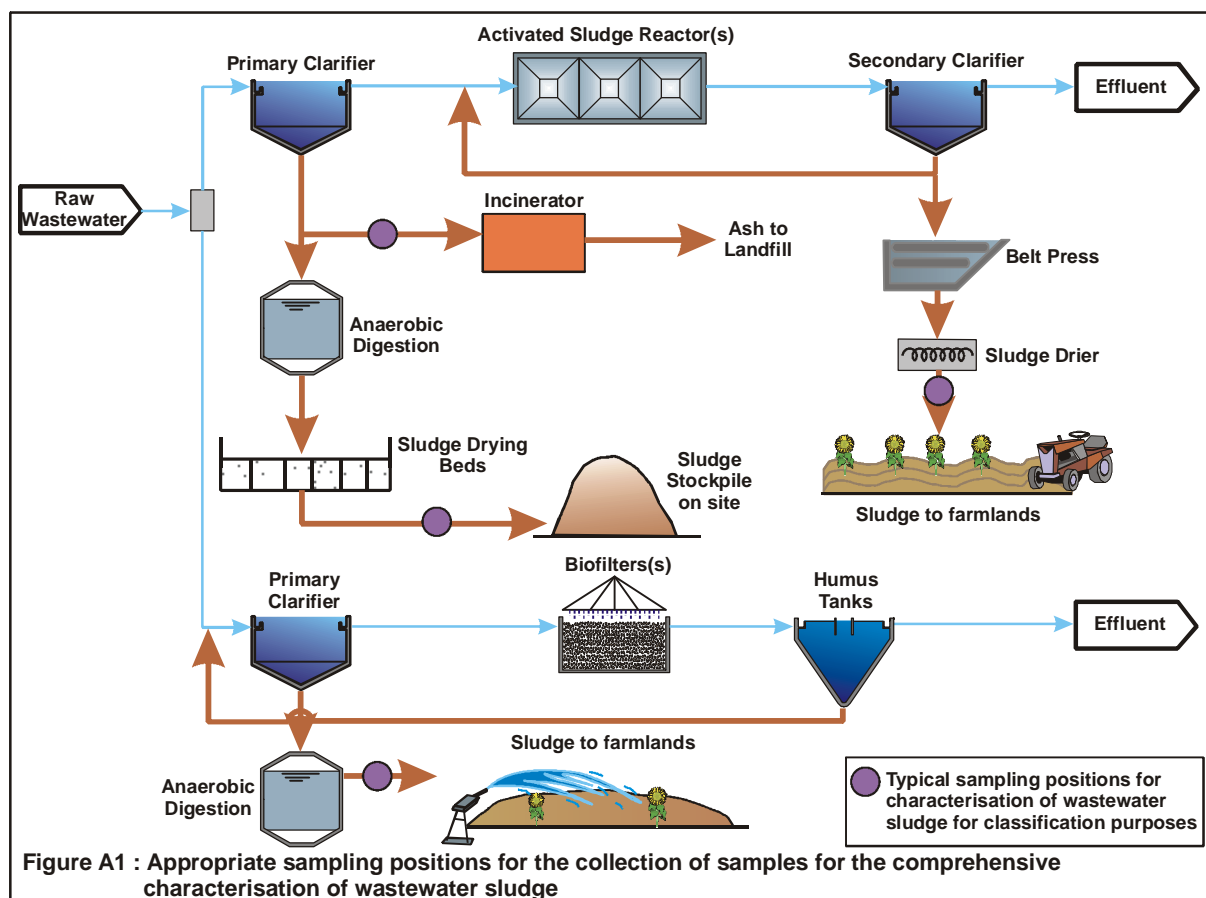 Activated Sludge Reactor(s)
Primary Clarifier
Secondary Clarifier
Effluent
Raw
Wastewater
Incinerator
Ash to
Landfill
Belt Press
Anaerobic
Digestion
Sludge Drier
Sludge Drying
Beds
Sludge
Stockpile
on site
Sludge to farmlands
Primary
Clarifier
Biofilters(s)
Humus
Tanks
Effluent
Sludge to farmlands
Anaerobic
Digestion
Typical sampling positions for
characterisation of wastewater
sludge for classification purposes
Figure A1 : Appropriate sampling positions for the collection of samples for the comprehensive
characterisation of wastewater sludge